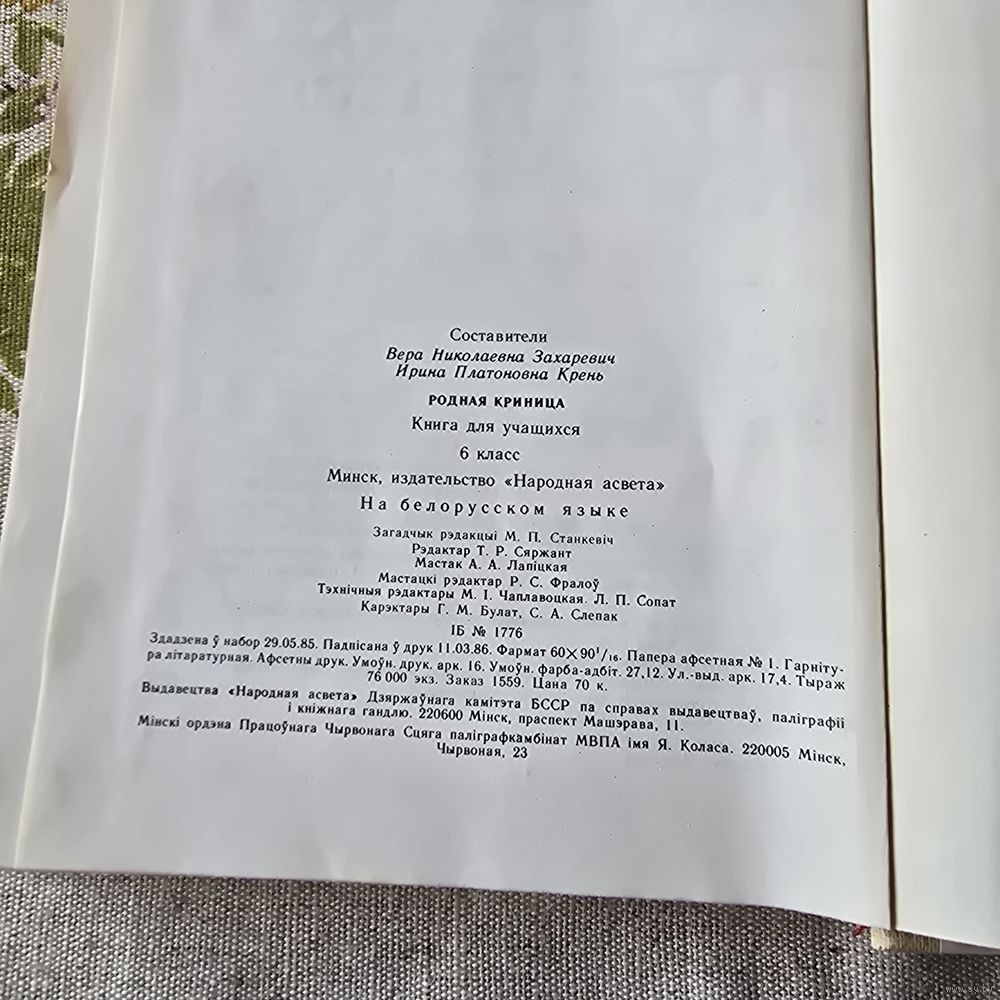 Составители
Вера Николаевна Захаревич
Ирина Платоновна Крень
РОДНАЯ КРИНИЦА
Книга для учащихся
6 класс
Минск, издательство «Народная асвета»
На белорусском языке
Загадчык рэдакцыі М. П. Станкевіч
Рэдактар Т. Р. Сяржант
Мастак А. А. Лапіцкая
Мастацкі рэдактар Р. С. Фралоў
Тэхнічныя рэдактары М. І. Чаплавоцкая. Л. П. Сопат
Карэктары Г. М. Булат, С. А. Слепак
ІБ № 1776
Здадзена ў набор 29.05.85. Падпісана ў друк 11.03.86. Фармат 60×90¹/₁₆. Папера афсетная № 1. Гарніту-
ра літаратурная. Афсетны друк. Умоўн. друк. арк. 16. Умоўн. фарба-адбіт. 27,12. Ул.-выд. арк. 17,4. Тыраж
76 000 экз. Заказ 1559. Цана 70 к.
Выдавецтва «Народная асвета» Дзяржаўнага камітэта БССР па справах выдавецтваў, паліграфіі
і кніжнага гандлю. 220600 Мінск, праспект Машэрава, 11.
Мінскі ордэна Працоўнага Чырвонага Сцяга паліграфкамбінат МВПА імя Я. Коласа. 220005 Мінск,
Чырвоная, 23
www.ay.by